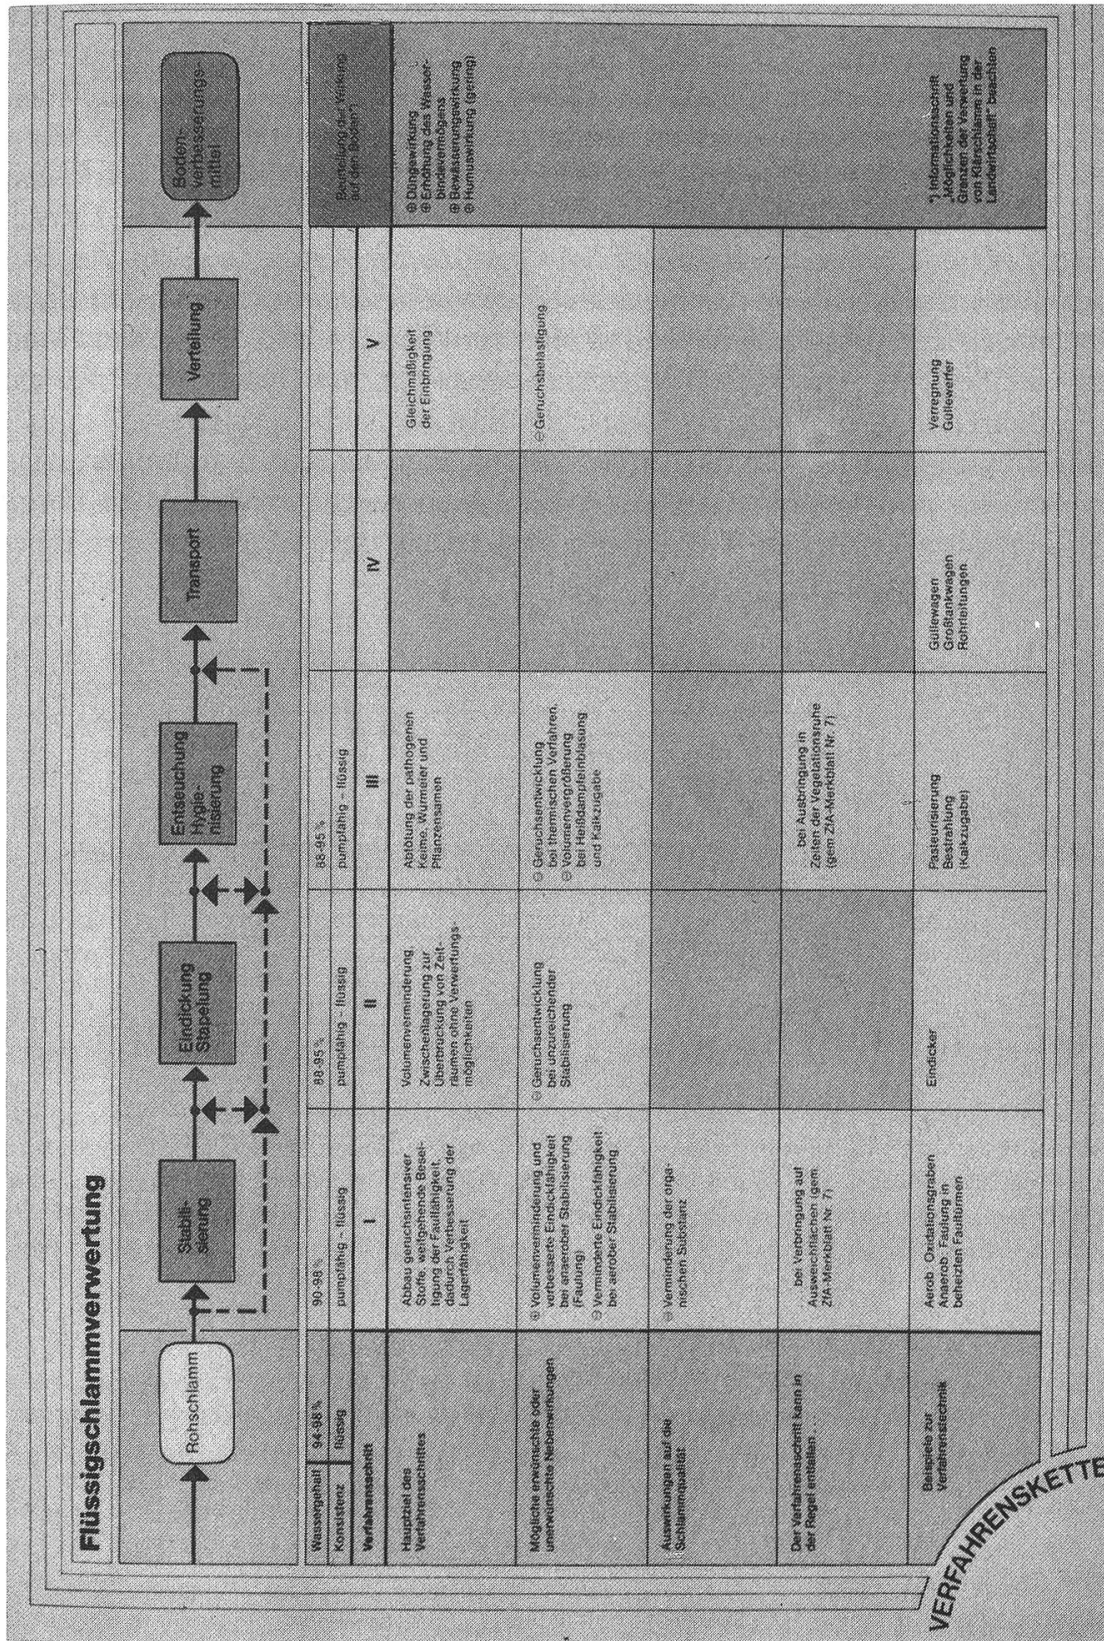 Flüssigschlammverwertung
Rohschlamm
Stabili-
sierung
Eindickung
Stapelung
Entseuchung
Hygie-
nisierung
Transport
Verteilung
Boden-
verbesserungs-
mittel
Wassergehalt
94-98%
90-98%
88-95%
88-95%
Konsistenz
flüssig
pumpfähig - flüssig
pumpfähig - flüssig
pumpfähig - flüssig
Verfahrensschritt
I
II
III
IV
V
Beurteilung der Wirkung
auf den Boden*)
Hauptziel des
Verfahrensschrittes
Abbau geruchsintensiver
Stoffe, weitgehende Besei-
tigung der Faulfähigkeit,
dadurch Verbesserung der
Lagerfähigkeit
Volumenverminderung,
Zwischenlagerung zur
Überbrückung von Zeit-
räumen ohne Verwertungs-
möglichkeiten
Abtötung der pathogenen
Keime, Wurmeier und
Pflanzensamen
Gleichmäßigkeit
der Einbringung
⊕ Düngewirkung
⊕ Erhöhung des Wasser-
bindevermögens
⊕ Bewässerungswirkung
⊕ Humuswirkung (gering)
Mögliche erwünschte oder
unerwünschte Nebenwirkungen
⊕ Volumenverminderung und
verbesserte Eindickfähigkeit
bei anaerober Stabilisierung
(Faulung)
⊖ Verminderte Eindickfähigkeit
bei aerober Stabilisierung
⊖ Geruchsentwicklung
bei unzureichender
Stabilisierung
⊖ Geruchsentwicklung
bei thermischen Verfahren,
⊖ Volumenvergrößerung
bei Heißdampfeinblasung
und Kalkzugabe
⊖ Geruchsbelästigung
Auswirkungen auf die
Schlammqualität
⊖ Verminderung der orga-
nischen Substanz
Der Verfahrensschritt kann in
der Regel entfallen . . .
. . . bei Verbringung auf
Ausweichflächen (gem.
ZfA-Merkblatt Nr. 7)
. . . bei Ausbringung in
Zeiten der Vegetationsruhe
(gem ZfA-Merkblatt Nr. 7)
Beispiele zur
Verfahrenstechnik
Aerob Oxidationsgraben
Anaerob Faulung in
beheizten Faultürmen
Eindicker
Pasteurisierung
Bestrahlung
(Kalkzugabe)
Güllewagen
Großtankwagen
Rohrleitungen
Verregnung
Güllewerfer
*) Informationsschrift
„Möglichkeiten und
Grenzen der Verwertung
von Klärschlamm in der
Landwirtschaft" beachten
VERFAHRENSKETTE